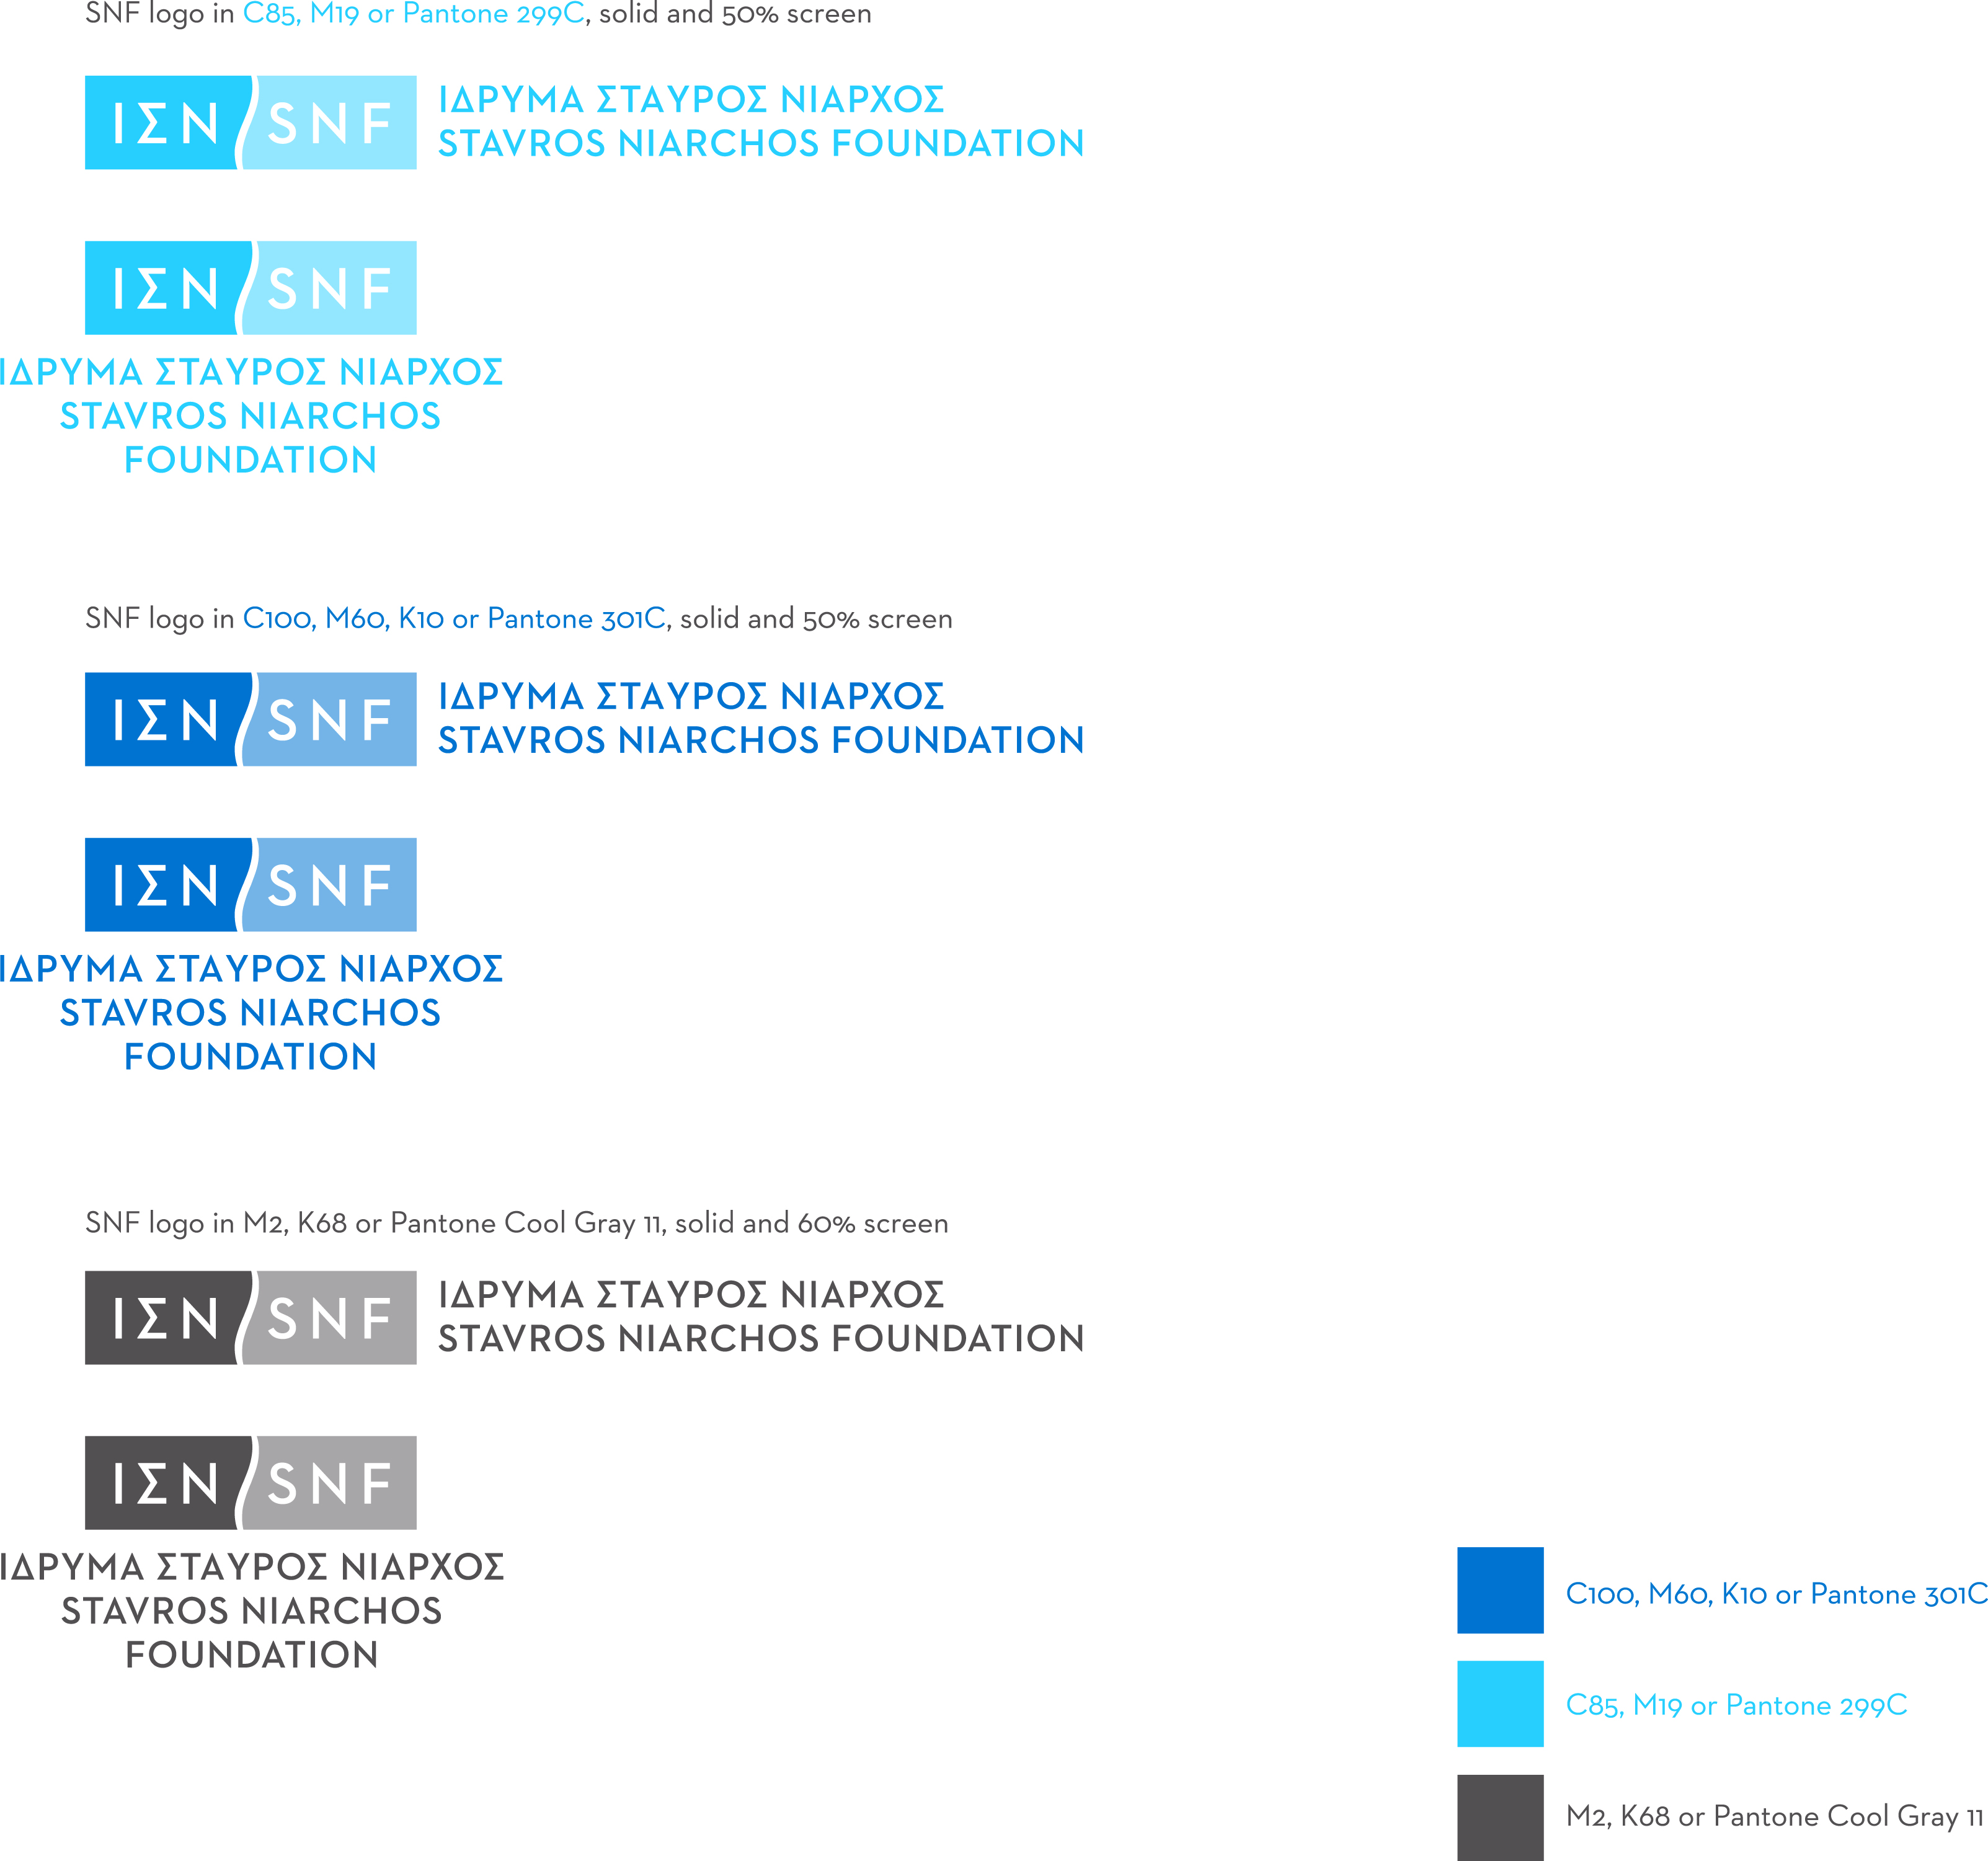 SNF logo in C85, M19 or Pantone 299C, solid and 50% screen
ΙΣΝ SNF
ΙΔΡΥΜΑ ΣΤΑΥΡΟΣ ΝΙΑΡΧΟΣ
STAVROS NIARCHOS FOUNDATION
ΙΣΝ SNF
ΙΔΡΥΜΑ ΣΤΑΥΡΟΣ ΝΙΑΡΧΟΣ
STAVROS NIARCHOS
FOUNDATION
SNF logo in C100, M60, K10 or Pantone 301C, solid and 50% screen
ΙΣΝ SNF
ΙΔΡΥΜΑ ΣΤΑΥΡΟΣ ΝΙΑΡΧΟΣ
STAVROS NIARCHOS FOUNDATION
ΙΣΝ SNF
ΙΔΡΥΜΑ ΣΤΑΥΡΟΣ ΝΙΑΡΧΟΣ
STAVROS NIARCHOS
FOUNDATION
SNF logo in M2, K68 or Pantone Cool Gray 11, solid and 60% screen
ΙΣΝ SNF
ΙΔΡΥΜΑ ΣΤΑΥΡΟΣ ΝΙΑΡΧΟΣ
STAVROS NIARCHOS FOUNDATION
ΙΣΝ SNF
ΙΔΡΥΜΑ ΣΤΑΥΡΟΣ ΝΙΑΡΧΟΣ
STAVROS NIARCHOS
FOUNDATION
C100, M60, K10 or Pantone 301C
C85, M19 or Pantone 299C
M2, K68 or Pantone Cool Gray 11